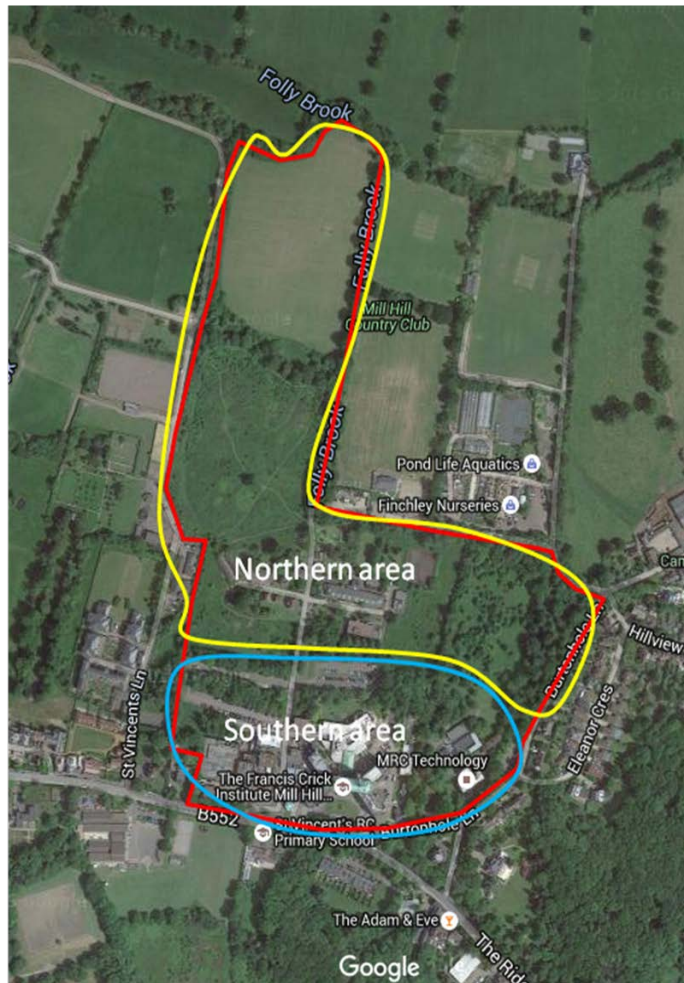 Folly Brook
Folly Brook
Mill Hill
Country Club
Folly Brook
Pond Life Aquatics
Finchley Nurseries
Northern area
Burtonhole Ln
Hillview
St Vincents Ln
Eleanor Cres
Southern area
MRC Technology
The Francis Crick
Institute Mill Hill...
B552
Burtonhole Ln
St Vincent's RC
Primary School
The Adam & Eve
The Rid
Google